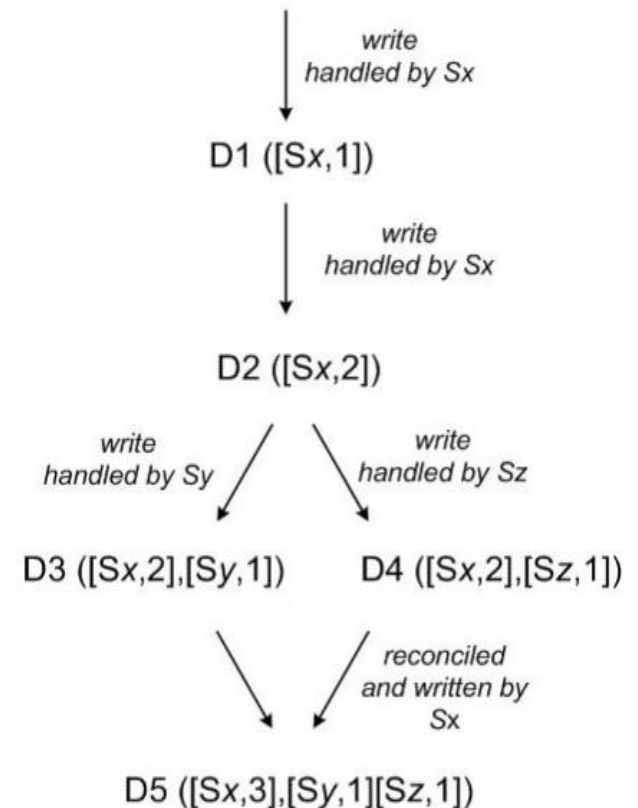 write
handled by Sx
D1 ([Sx,1])
write
handled by Sx
D2 ([Sx,2])
write
handled by Sy
write
handled by Sz
D3 ([Sx,2],[Sy,1])
D4 ([Sx,2],[Sz,1])
reconciled
and written by
Sx
D5 ([Sx,3],[Sy,1][Sz,1])